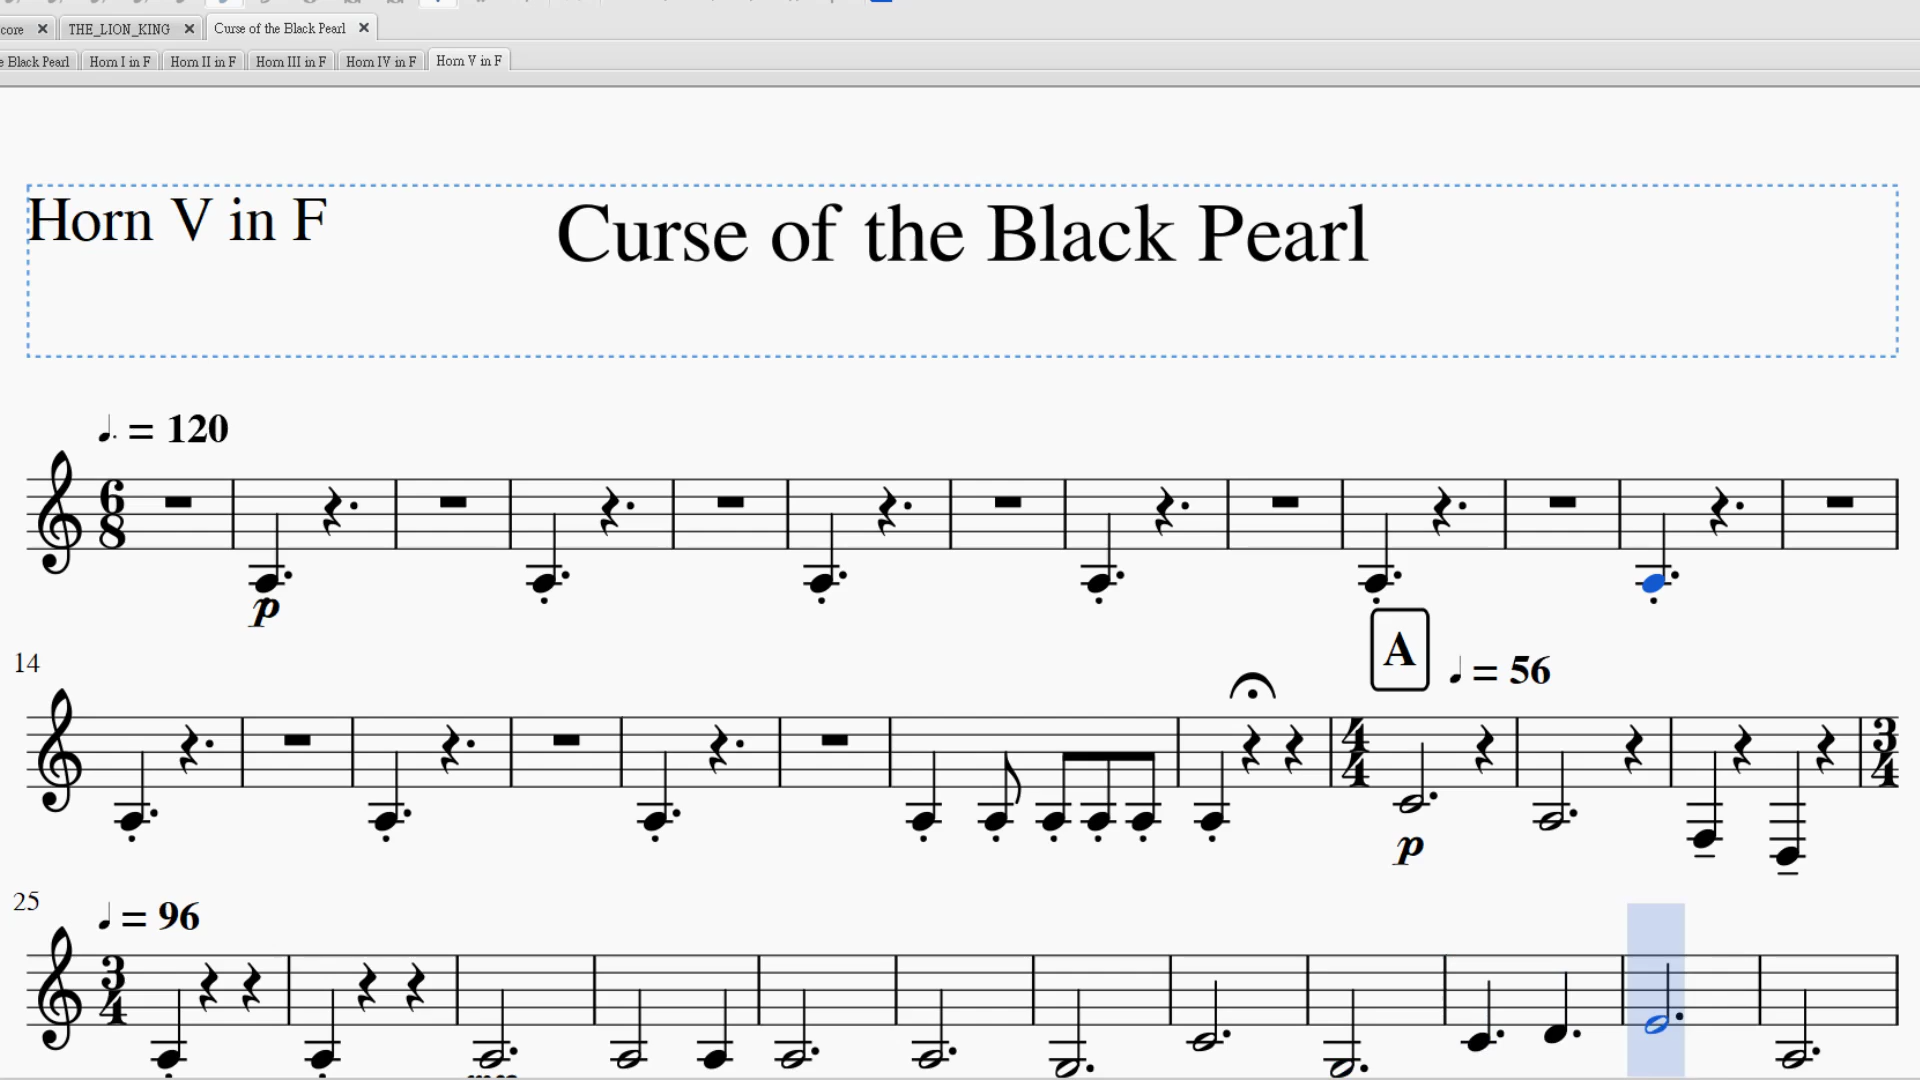 core THE_LION_KING Curse of the Black Pearl
e Black Pearl Horn I in F Horn II in F Horn III in F Horn IV in F Horn V in F
Horn V in F
Curse of the Black Pearl
= 120
6
8
p
14
A
= 56
4
4
3
4
p
25
= 96
3
4